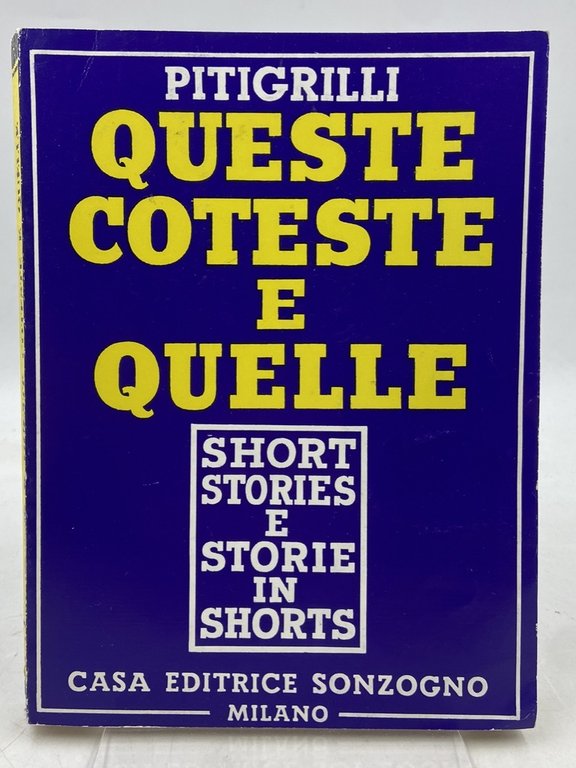 PITIGRILLI
QUESTE
COTESTE
E
QUELLE
SHORT
STORIES
E
STORIE
IN
SHORTS
CASA EDITRICE SONZOGNO
MILANO